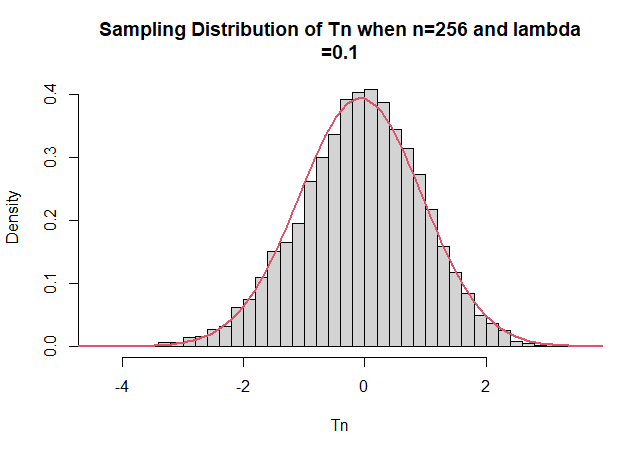 Sampling Distribution of Tn when n=256 and lambda
=0.1
Density
0.4
0.3
0.2
0.1
0.0
-4 -2 0 2
Tn